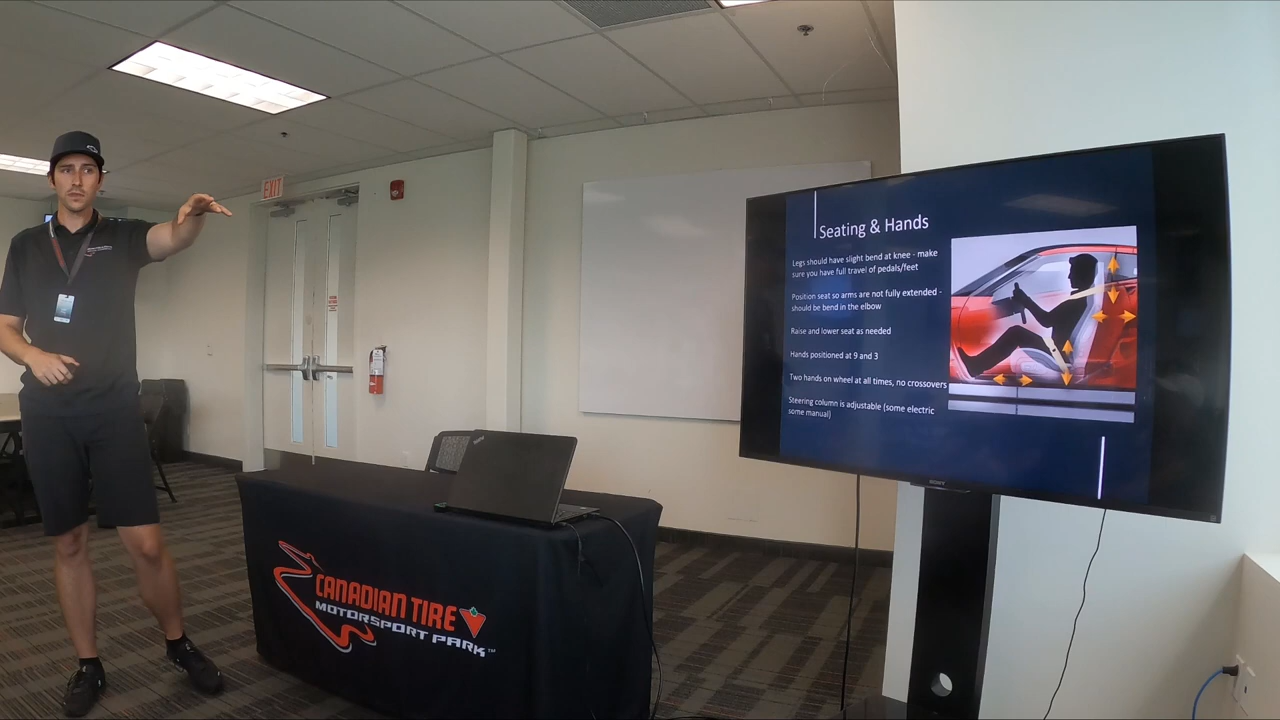 EXIT
Seating & Hands
Legs should have slight bend at knee - make
sure you have full travel of pedals/feet
Position seat so arms are not fully extended -
should be bend in the elbow
Raise and lower seat as needed
Hands positioned at 9 and 3
Two hands on wheel at all times, no crossovers
Steering column is adjustable (some electric
some manual)
SONY
CANADIAN TIRE
MOTORSPORT PARK™